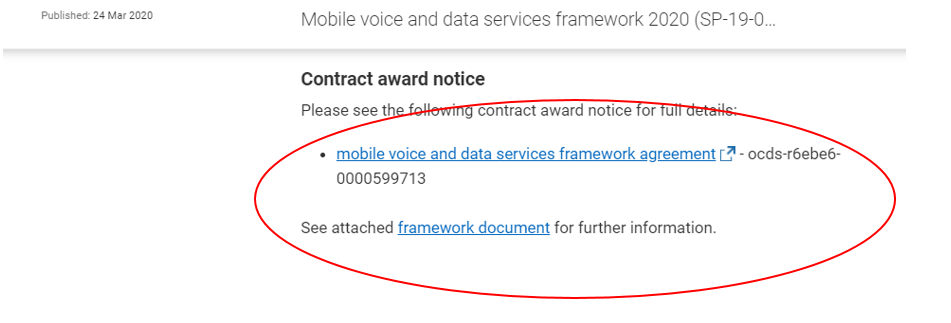 Published: 24 Mar 2020
Mobile voice and data services framework 2020 (SP-19-0...
Contract award notice
Please see the following contract award notice for full details:
• mobile voice and data services framework agreement - ocds-r6ebe6-
0000599713
See attached framework document for further information.